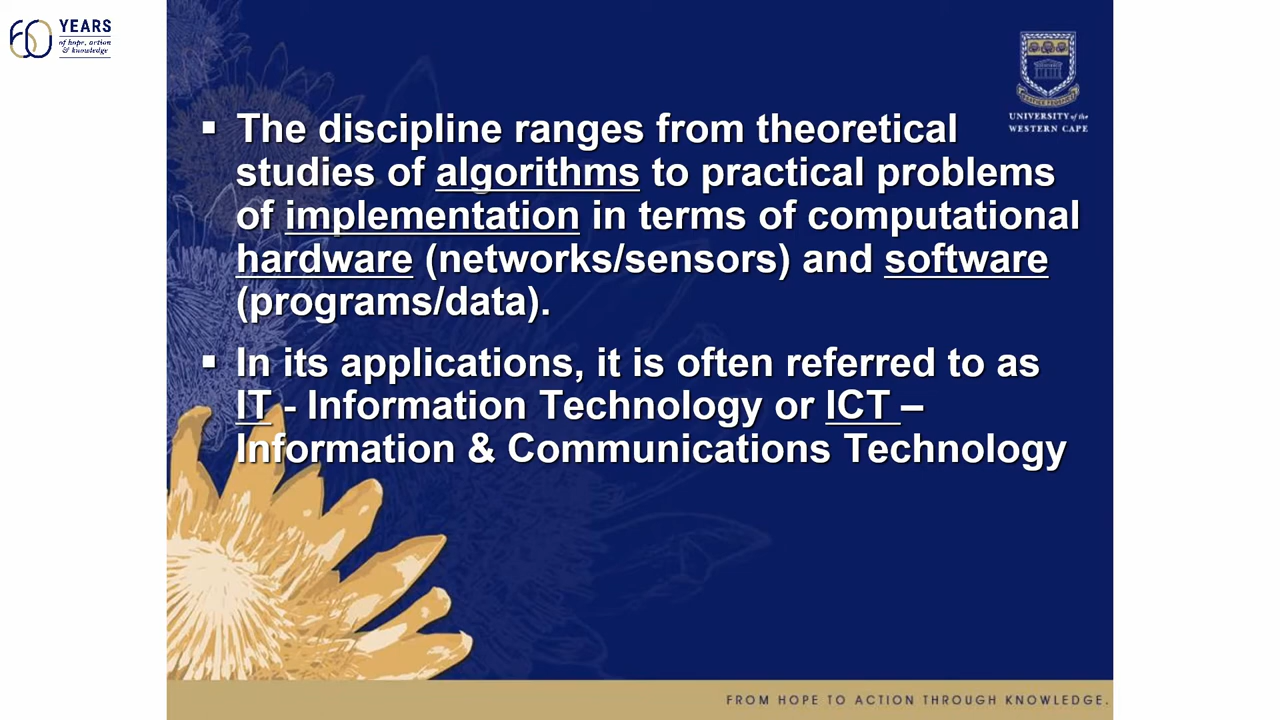 60 YEARS
of hope, action
& knowledge
UNIVERSITY of the
WESTERN CAPE
▪ The discipline ranges from theoretical
studies of algorithms to practical problems
of implementation in terms of computational
hardware (networks/sensors) and software
(programs/data).
▪ In its applications, it is often referred to as
IT - Information Technology or ICT –
Information & Communications Technology
FROM HOPE TO ACTION THROUGH KNOWLEDGE.